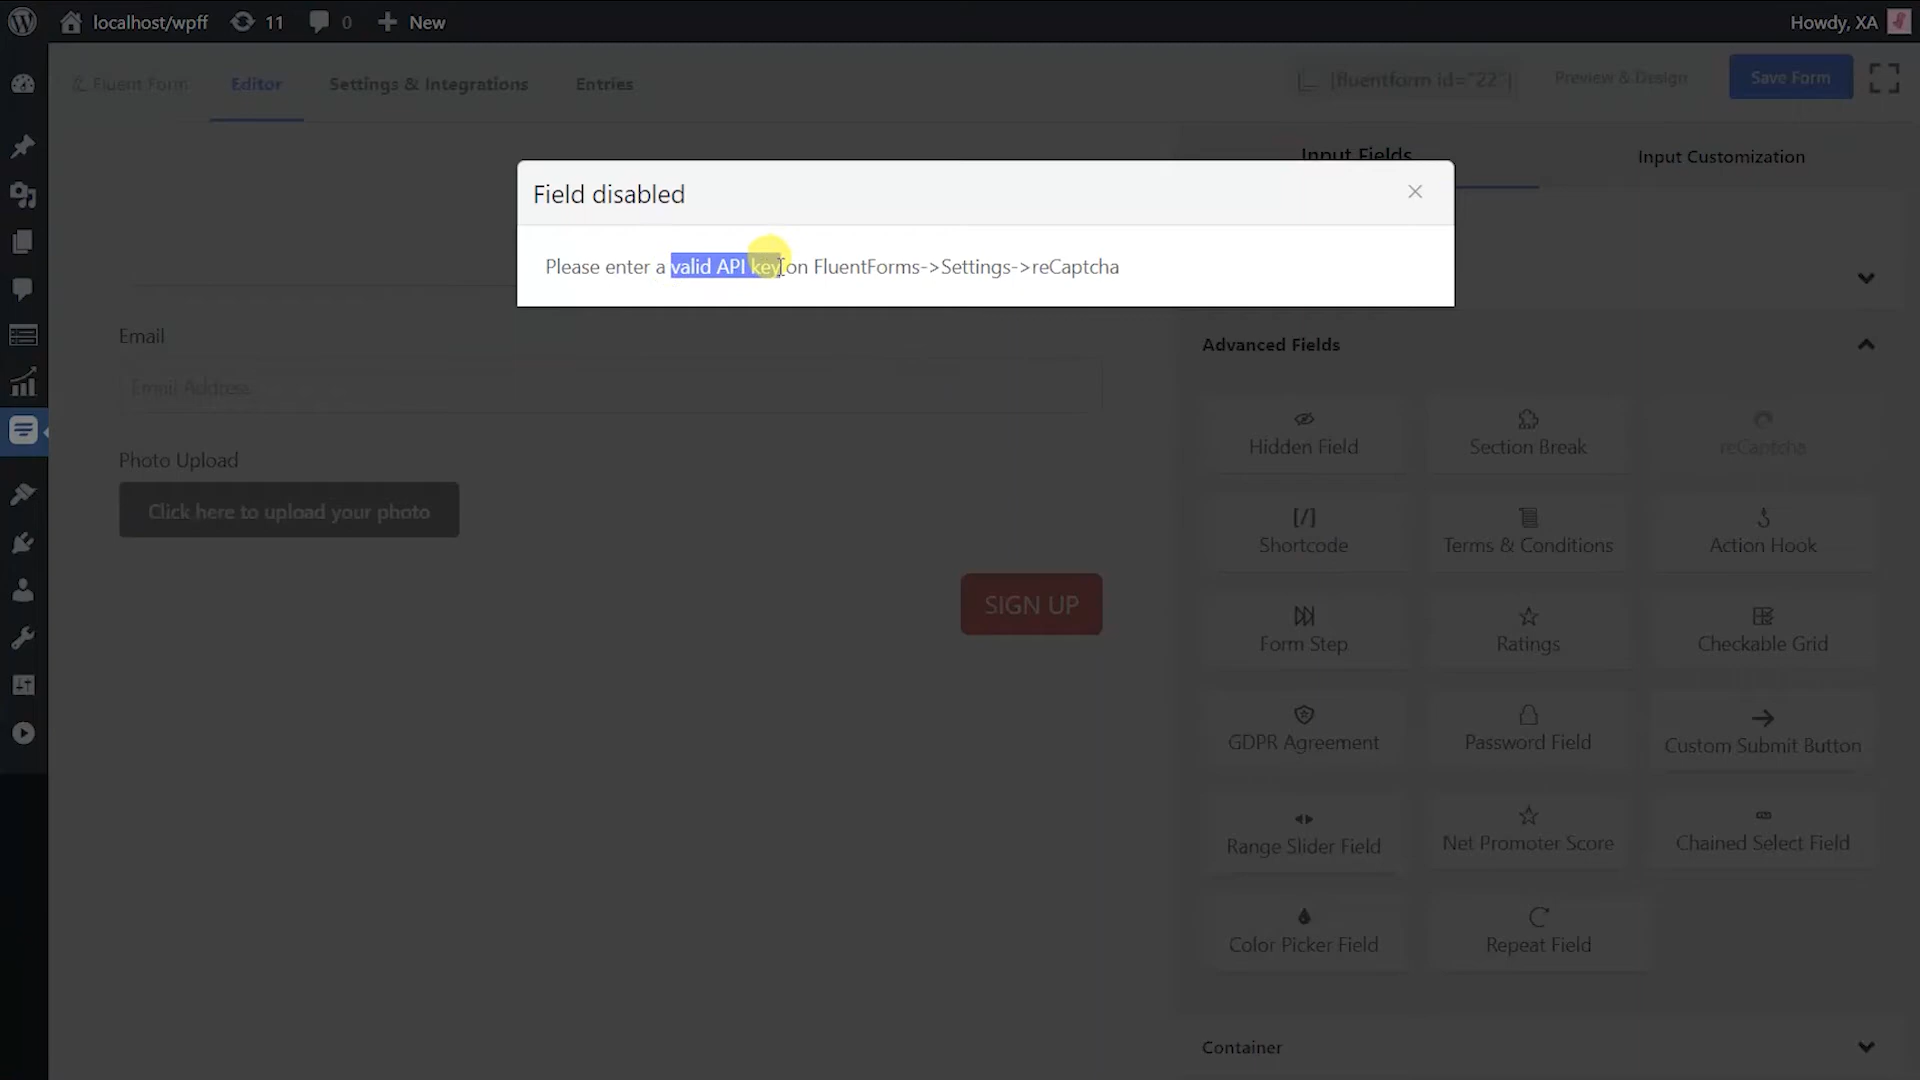 localhost/wpff 11 0 New Howdy, XA
Fluent Form Editor Settings & Integrations Entries [fluentform id="22"] Preview & Design Save Form
Input Fields Input Customization
Field disabled
Please enter a valid API key on FluentForms->Settings->reCaptcha
Email
Email Address
Photo Upload
Click here to upload your photo
SIGN UP
Advanced Fields
Hidden Field Section Break reCaptcha
Shortcode Terms & Conditions Action Hook
Form Step Ratings Checkable Grid
GDPR Agreement Password Field Custom Submit Button
Range Slider Field Net Promoter Score Chained Select Field
Color Picker Field Repeat Field
Container